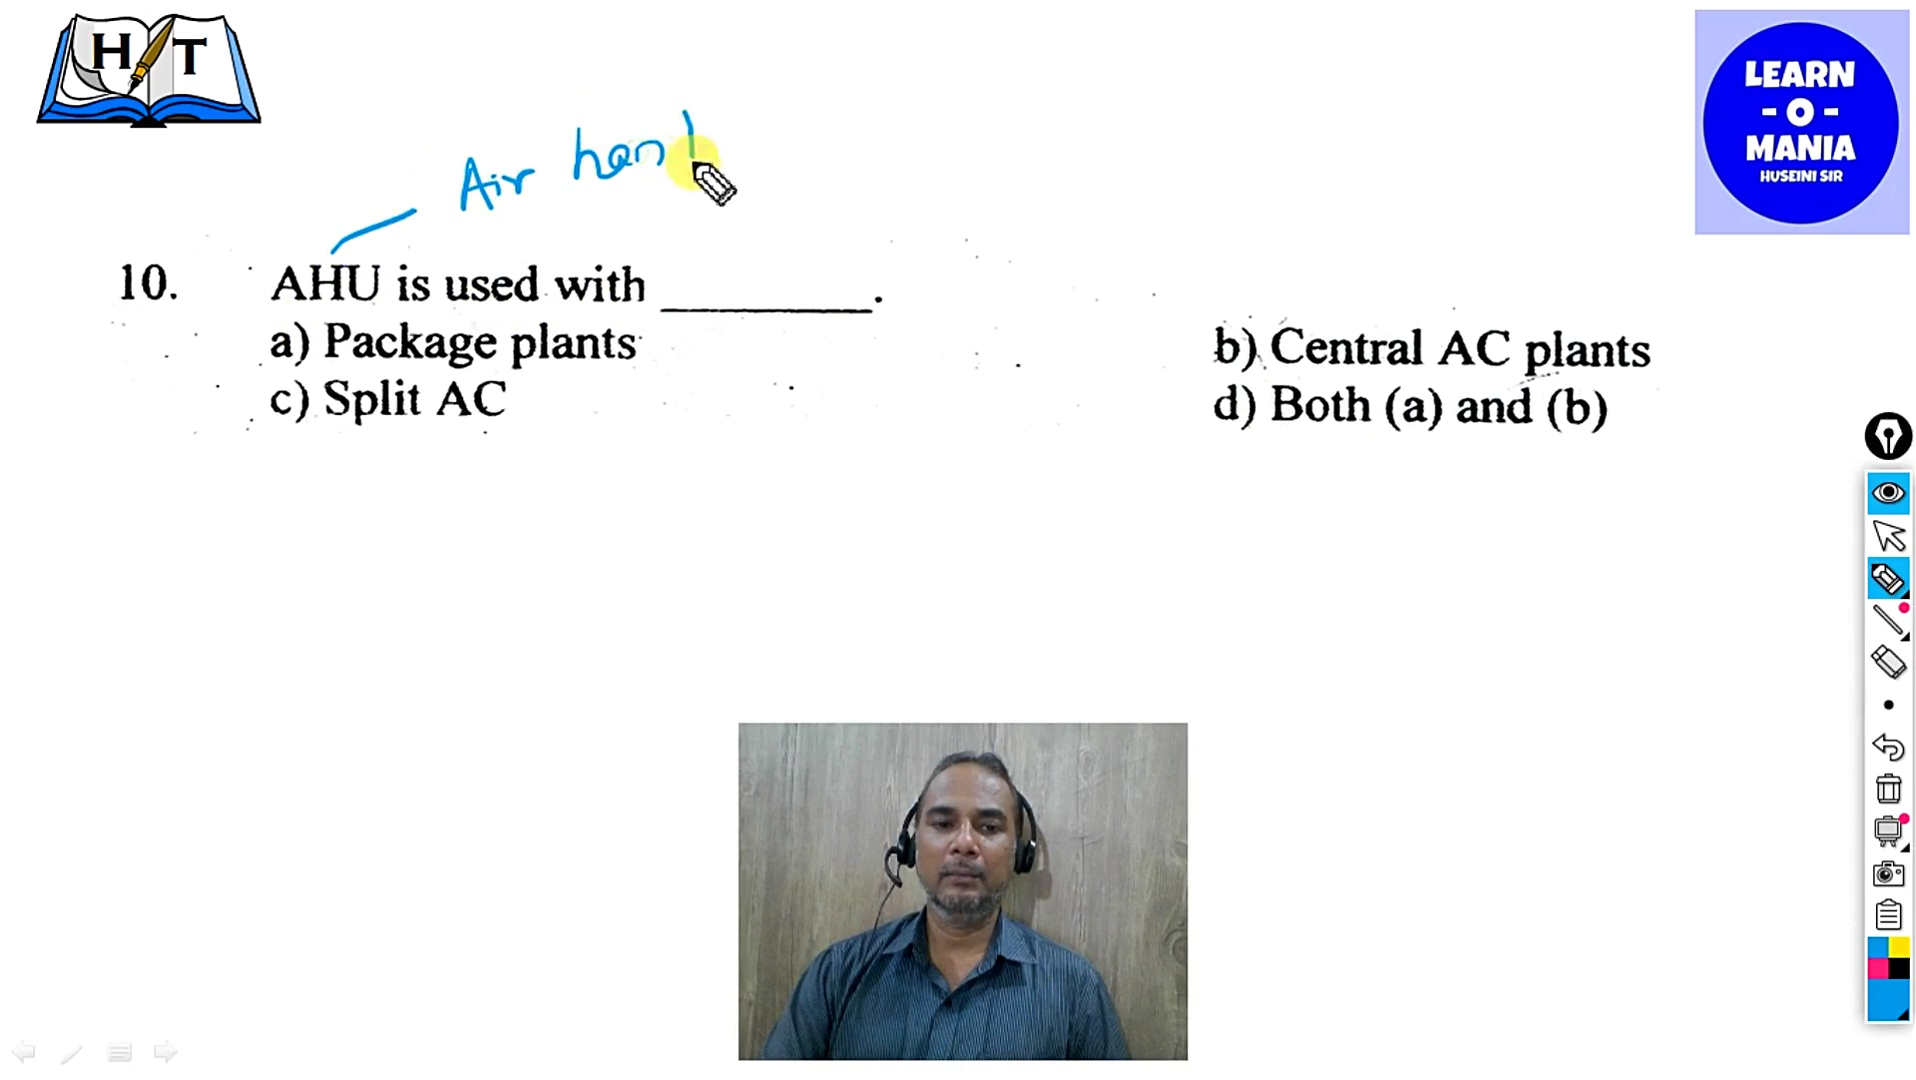 H T
LEARN
- O -
MANIA
HUSEINI SIR
Air han
10. AHU is used with __________.
a) Package plants
b) Central AC plants
c) Split AC
d) Both (a) and (b)